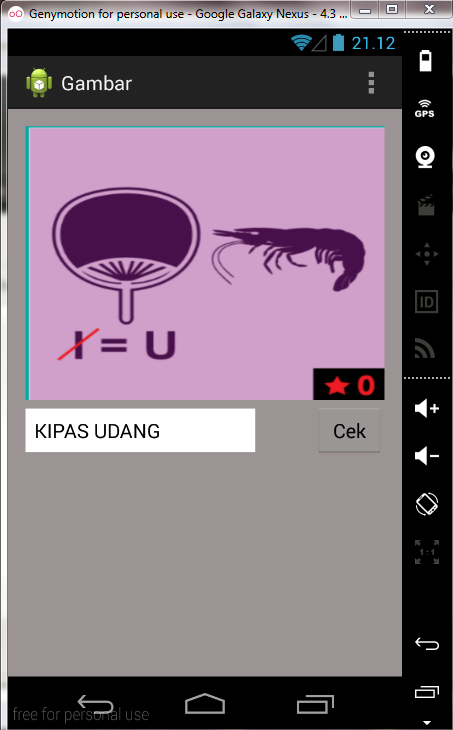 Genymotion for personal use - Google Galaxy Nexus - 4.3 ...
21.12
Gambar
GPS
I = U
0
KIPAS UDANG
Cek
ID
1:1
free for personal use